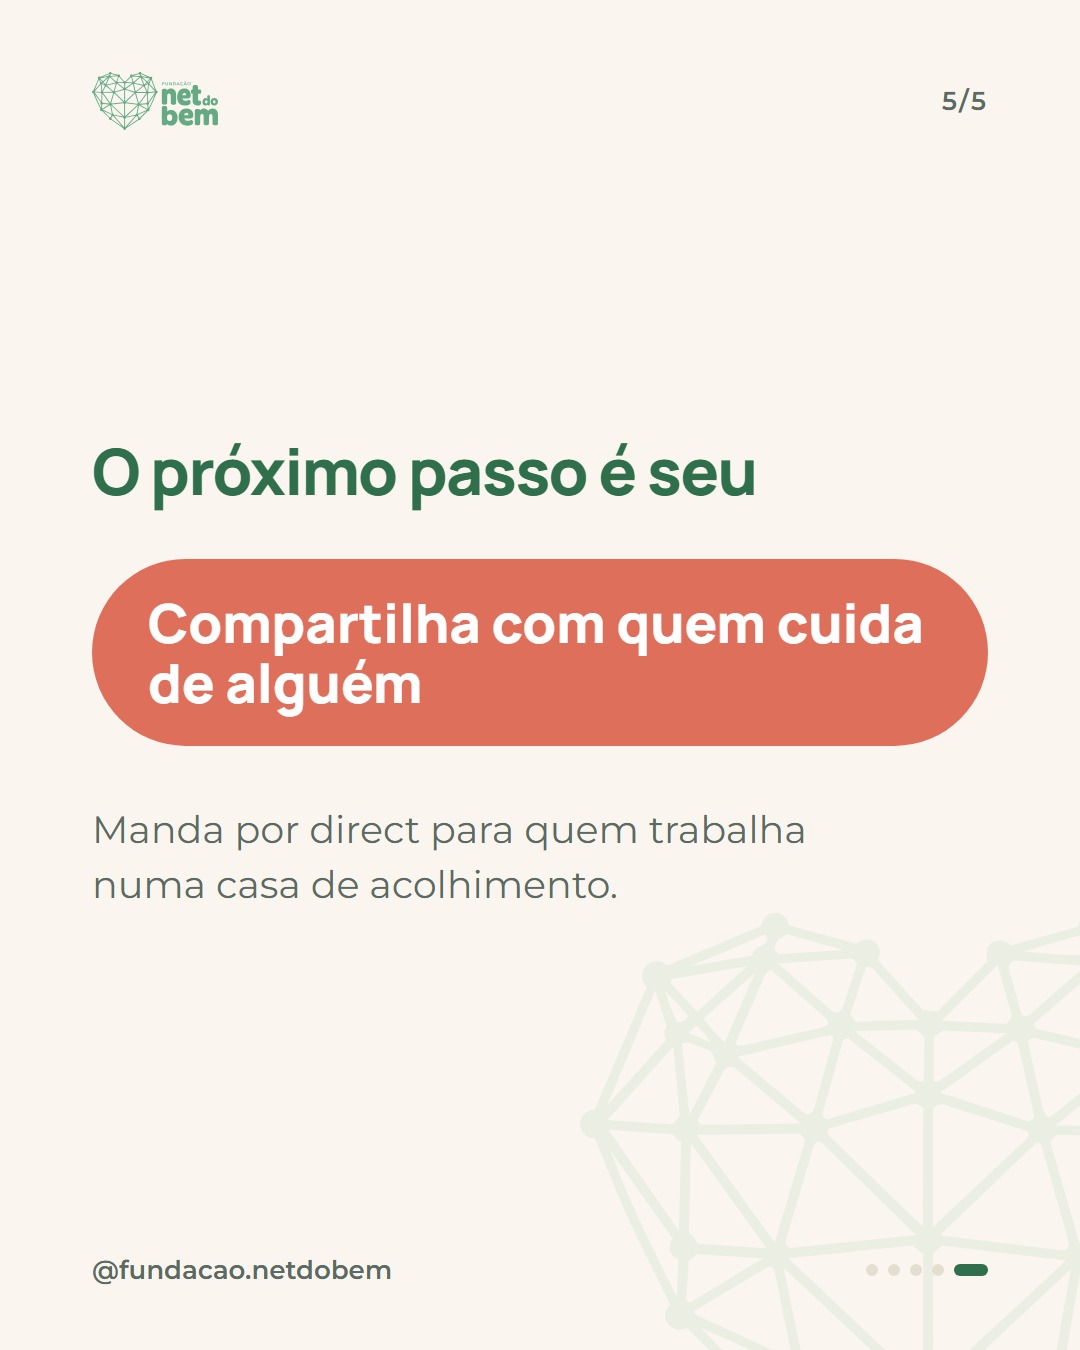 FUNDAÇÃO
net do
bem
5/5
O próximo passo é seu
Compartilha com quem cuida
de alguém
Manda por direct para quem trabalha
numa casa de acolhimento.
@fundacao.netdobem